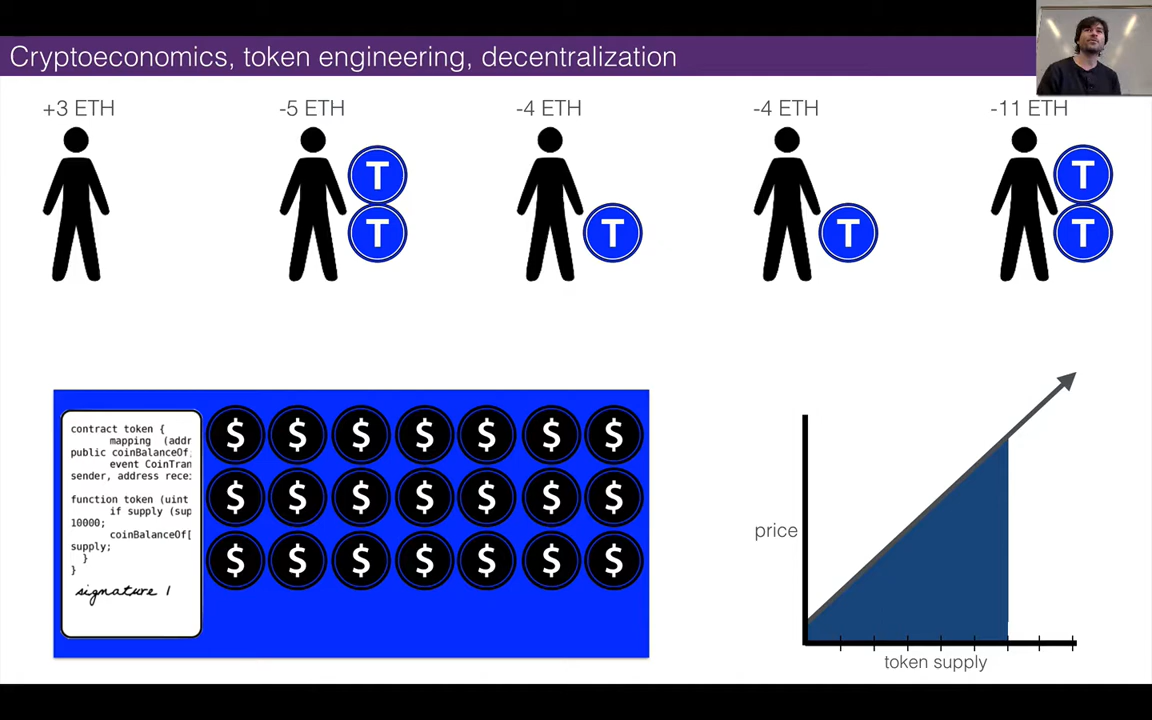 Cryptoeconomics, token engineering, decentralization
+3 ETH
-5 ETH
-4 ETH
-4 ETH
-11 ETH
T
T
T
T
T
T
contract token {
mapping (addr
public coinBalanceOf;
event CoinTran
sender, address recei
function token (uint
if supply (sup
10000;
coinBalanceOf[
supply;
}
}
signature 1
$ $ $ $ $ $ $
$ $ $ $ $ $ $
$ $ $ $ $ $ $
price
token supply